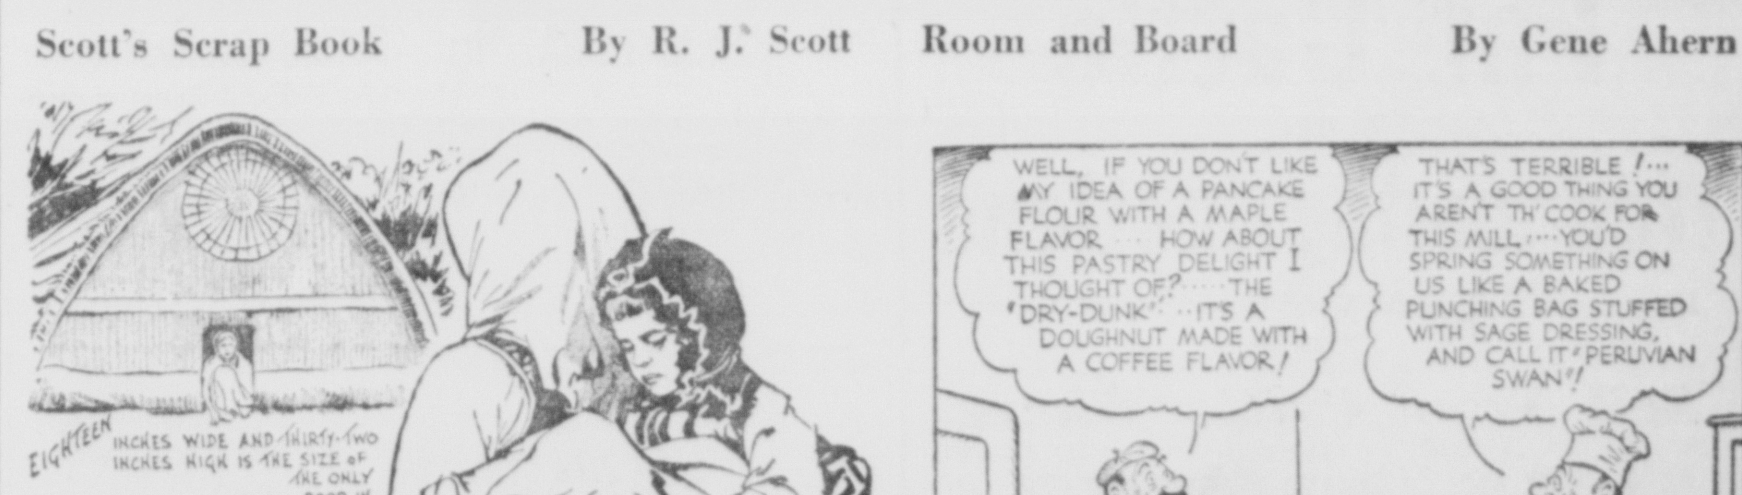 Scott's Scrap Book
By R. J. Scott
EIGHTEEN INCHES WIDE AND THIRTY-TWO
INCHES HIGH IS THE SIZE OF
THE ONLY
Room and Board
By Gene Ahern
WELL, IF YOU DON'T LIKE
MY IDEA OF A PANCAKE
FLOUR WITH A MAPLE
FLAVOR ... HOW ABOUT
THIS PASTRY DELIGHT I
THOUGHT OF?.....THE
"DRY-DUNK"...IT'S A
DOUGHNUT MADE WITH
A COFFEE FLAVOR!
THAT'S TERRIBLE!...
IT'S A GOOD THING YOU
AREN'T TH' COOK FOR
THIS MILL!...YOU'D
SPRING SOMETHING ON
US LIKE A BAKED
PUNCHING BAG STUFFED
WITH SAGE DRESSING,
AND CALL IT "PERUVIAN
SWAN"!